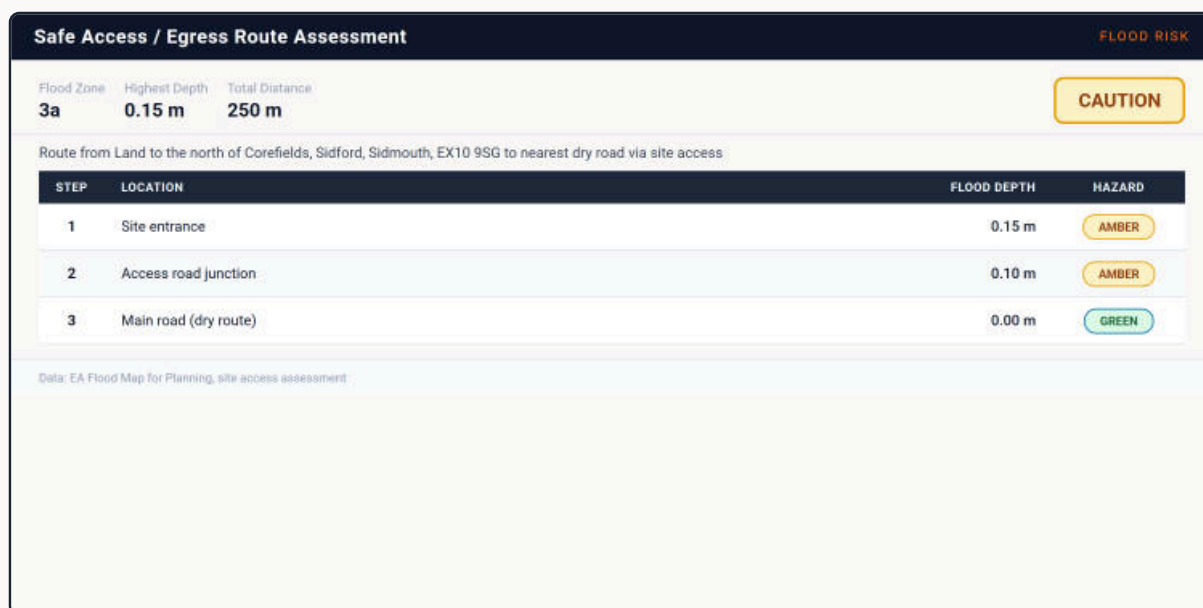 Safe Access / Egress Route Assessment FLOOD RISK
Flood Zone Highest Depth Total Distance
3a 0.15 m 250 m CAUTION
Route from Land to the north of Corefields, Sidford, Sidmouth, EX10 9SG to nearest dry road via site access
STEP LOCATION FLOOD DEPTH HAZARD
1 Site entrance 0.15 m AMBER
2 Access road junction 0.10 m AMBER
3 Main road (dry route) 0.00 m GREEN
Data: EA Flood Map for Planning, site access assessment